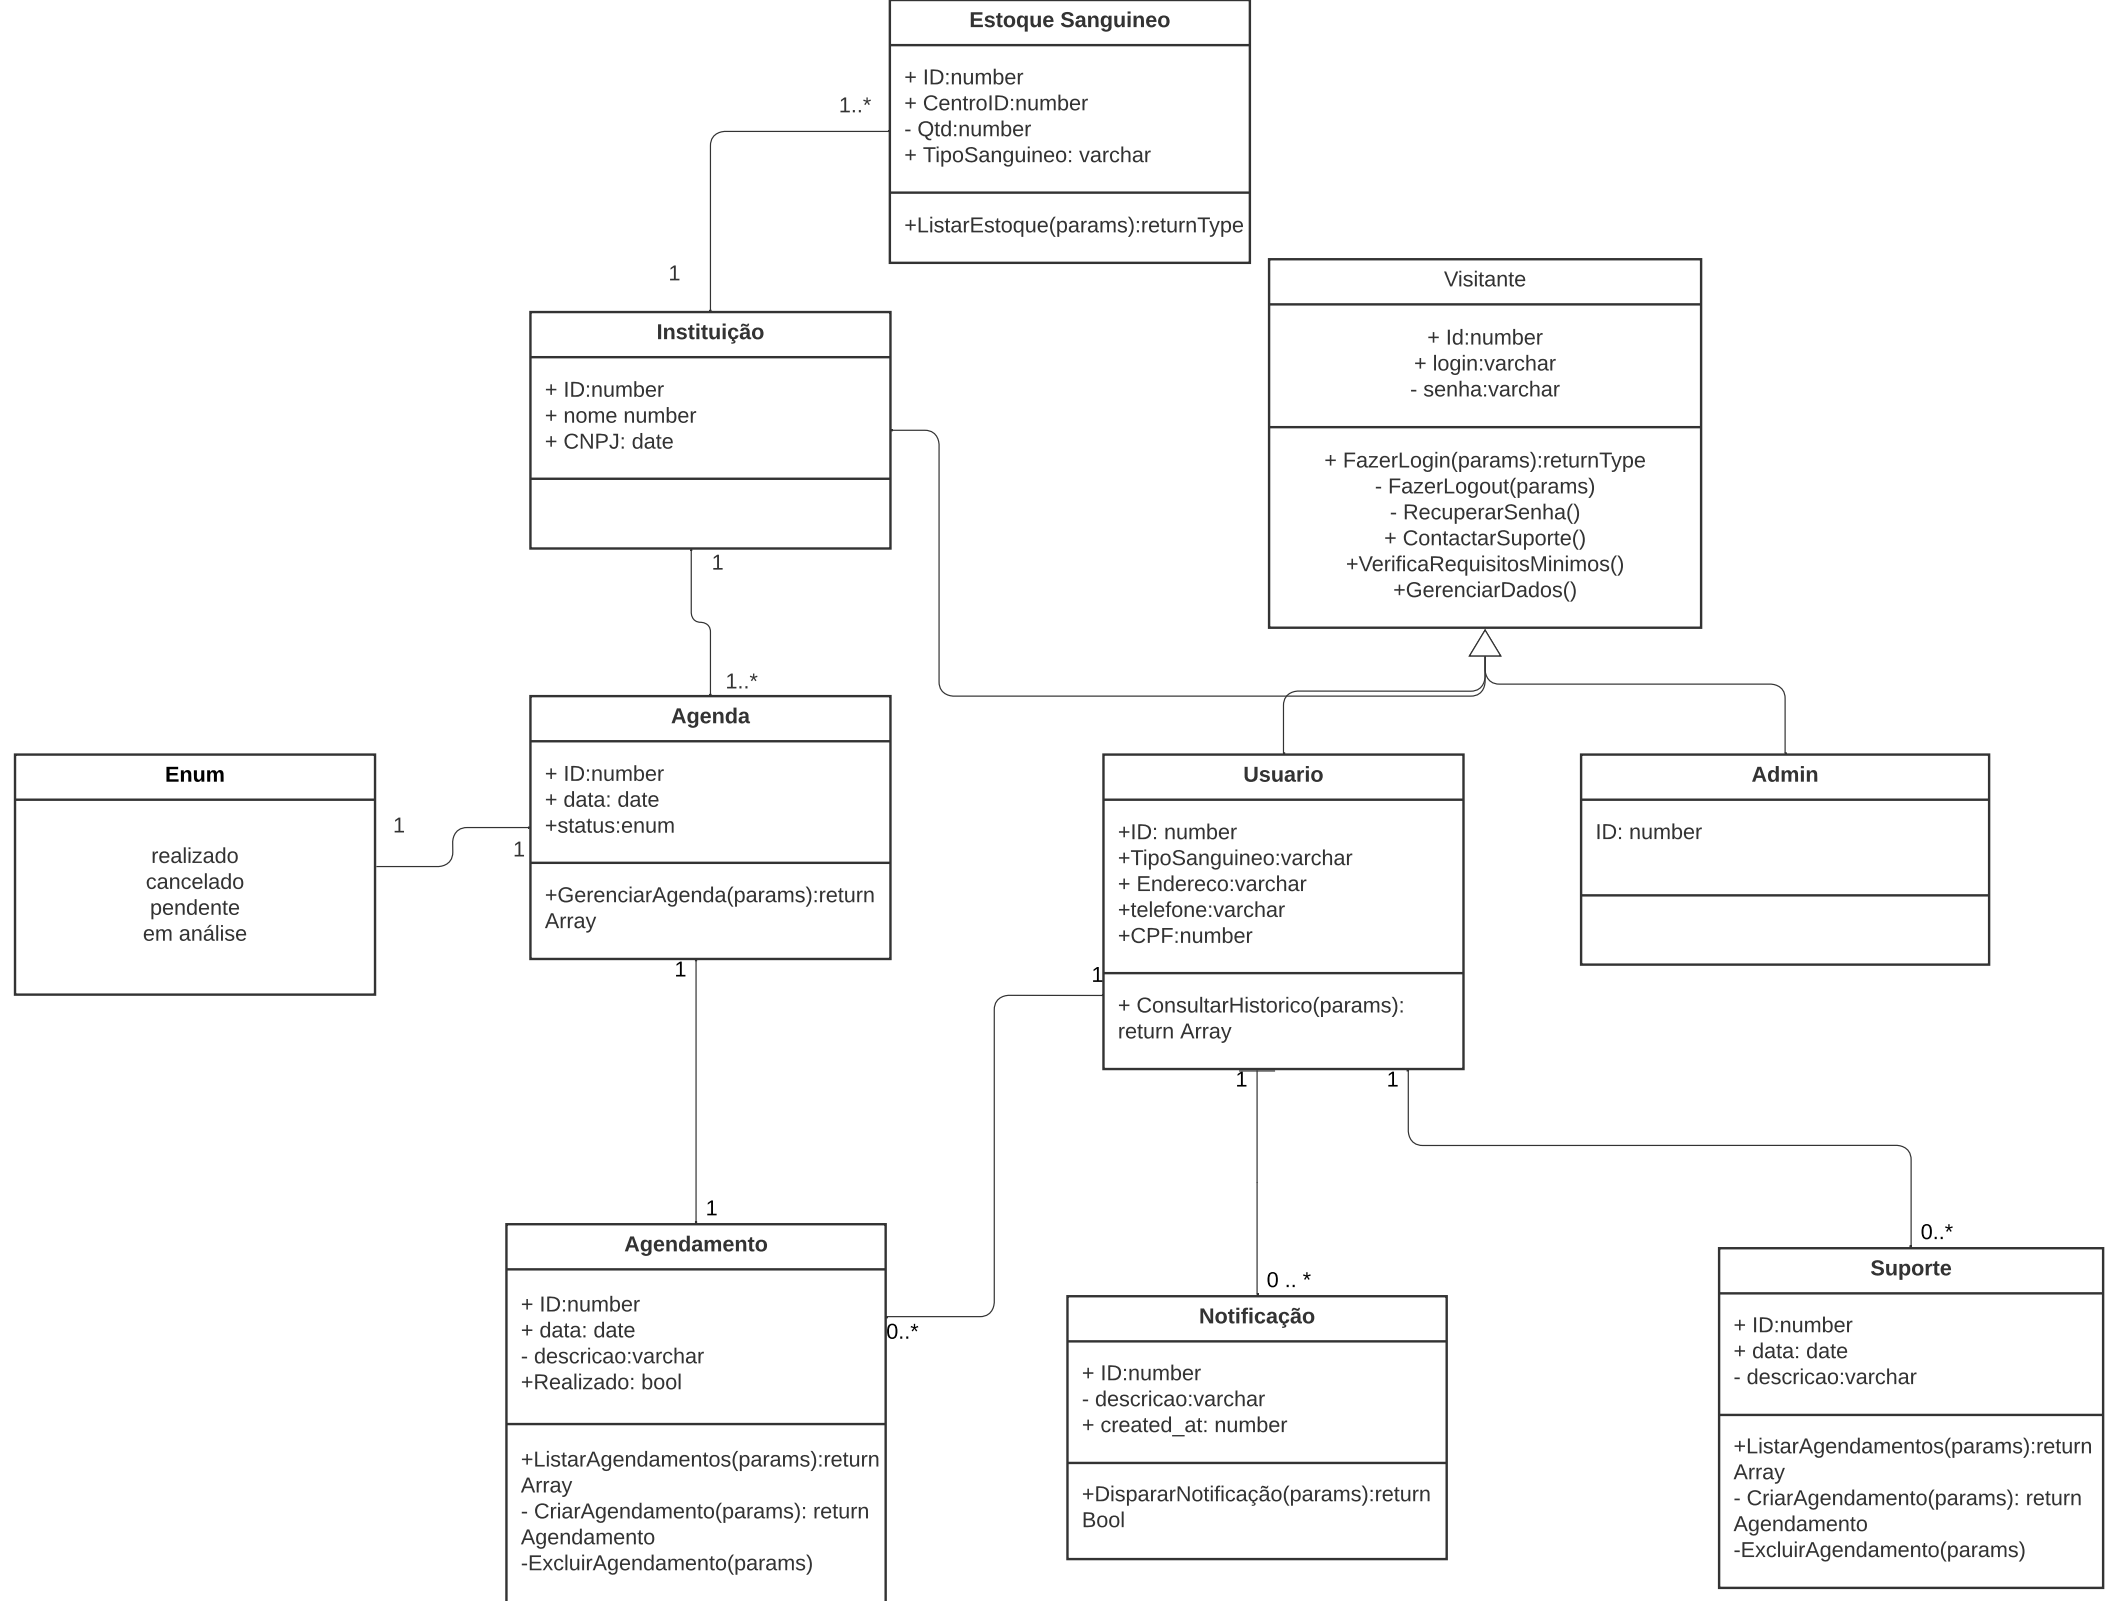 Estoque Sanguineo
+ ID:number
+ CentroID:number
- Qtd:number
+ TipoSanguineo: varchar
+ListarEstoque(params):returnType
1..*
1
Instituição
+ ID:number
+ nome number
+ CNPJ: date
Visitante
+ Id:number
+ login:varchar
- senha:varchar
+ FazerLogin(params):returnType
- FazerLogout(params)
- RecuperarSenha()
+ ContactarSuporte()
+VerificaRequisitosMinimos()
+GerenciarDados()
1
1..*
Agenda
+ ID:number
+ data: date
+status:enum
+GerenciarAgenda(params):return
Array
Enum
realizado
cancelado
pendente
em análise
1
1
Usuario
+ID: number
+TipoSanguineo:varchar
+ Endereco:varchar
+telefone:varchar
+CPF:number
+ ConsultarHistorico(params):
return Array
Admin
ID: number
1
1
1
1
1
0..*
0 .. *
0..*
Agendamento
+ ID:number
+ data: date
- descricao:varchar
+Realizado: bool
+ListarAgendamentos(params):return
Array
- CriarAgendamento(params): return
Agendamento
-ExcluirAgendamento(params)
Notificação
+ ID:number
- descricao:varchar
+ created_at: number
+DispararNotificação(params):return
Bool
Suporte
+ ID:number
+ data: date
- descricao:varchar
+ListarAgendamentos(params):return
Array
- CriarAgendamento(params): return
Agendamento
-ExcluirAgendamento(params)